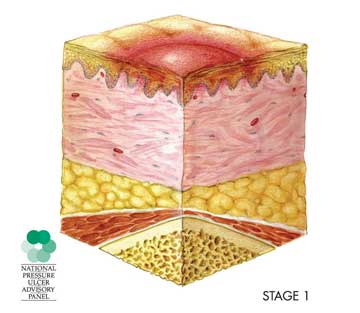 NATIONAL
PRESSURE
ULCER
ADVISORY
PANEL
STAGE 1